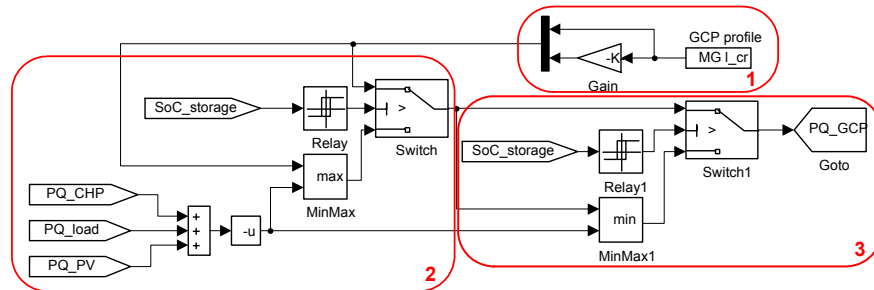 GCP profile
MG I_cr
-K
Gain
1
SoC_storage
Relay
>
Switch
max
MinMax
PQ_CHP
PQ_load
PQ_PV
+
+
+
-u
2
SoC_storage
Relay1
>
Switch1
min
MinMax1
PQ_GCP
Goto
3